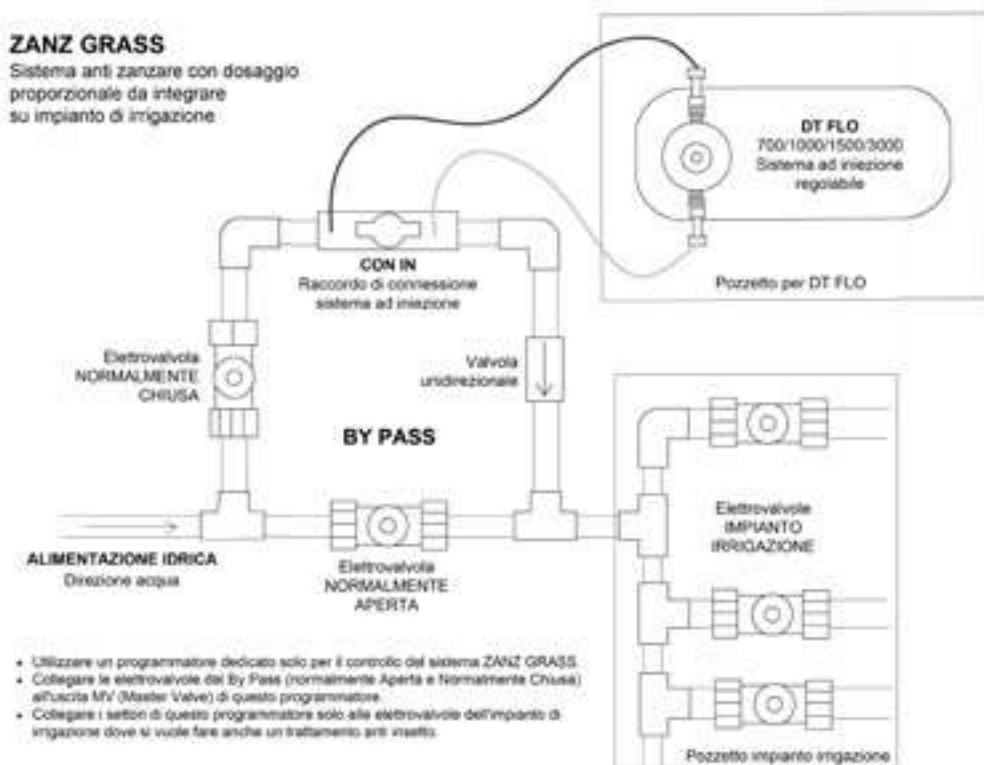 ZANZ GRASS
Sistema anti zanzare con dosaggio
proporzionale da integrare
su impianto di irrigazione
DT FLO
700/1000/1500/3000
Sistema ad iniezione
regolabile
Pozzetto per DT FLO
CON IN
Raccordo di connessione
sistema ad iniezione
Elettrovalvola
NORMALMENTE
CHIUSA
Valvola
unidirezionale
BY PASS
ALIMENTAZIONE IDRICA
Direzione acqua
Elettrovalvola
NORMALMENTE
APERTA
Elettrovalvole
IMPIANTO
IRRIGAZIONE
• Utilizzare un programmatore dedicato solo per il controllo del sistema ZANZ GRASS
• Collegare le elettrovalvole del By Pass (normalmente Aperta e Normalmente Chiusa)
all'uscita MV (Master Valve) di questo programmatore
• Collegare i settori di questo programmatore solo alle elettrovalvole dell'impianto di
irrigazione dove si vuole fare anche un trattamento anti insetto
Pozzetto impianto irrigazione